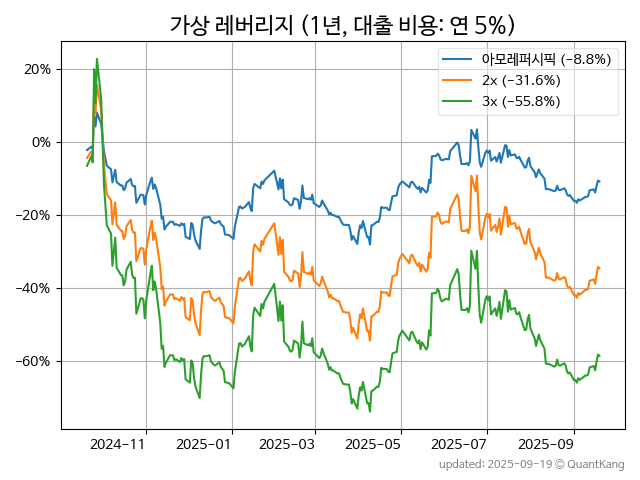 가상 레버리지 (1년, 대출 비용: 연 5%)
아모레퍼시픽 (−8.8%)
2x (−31.6%)
3x (−55.8%)
20%
0%
−20%
−40%
−60%
2024-11
2025-01
2025-03
2025-05
2025-07
2025-09
updated: 2025-09-19 © QuantKang